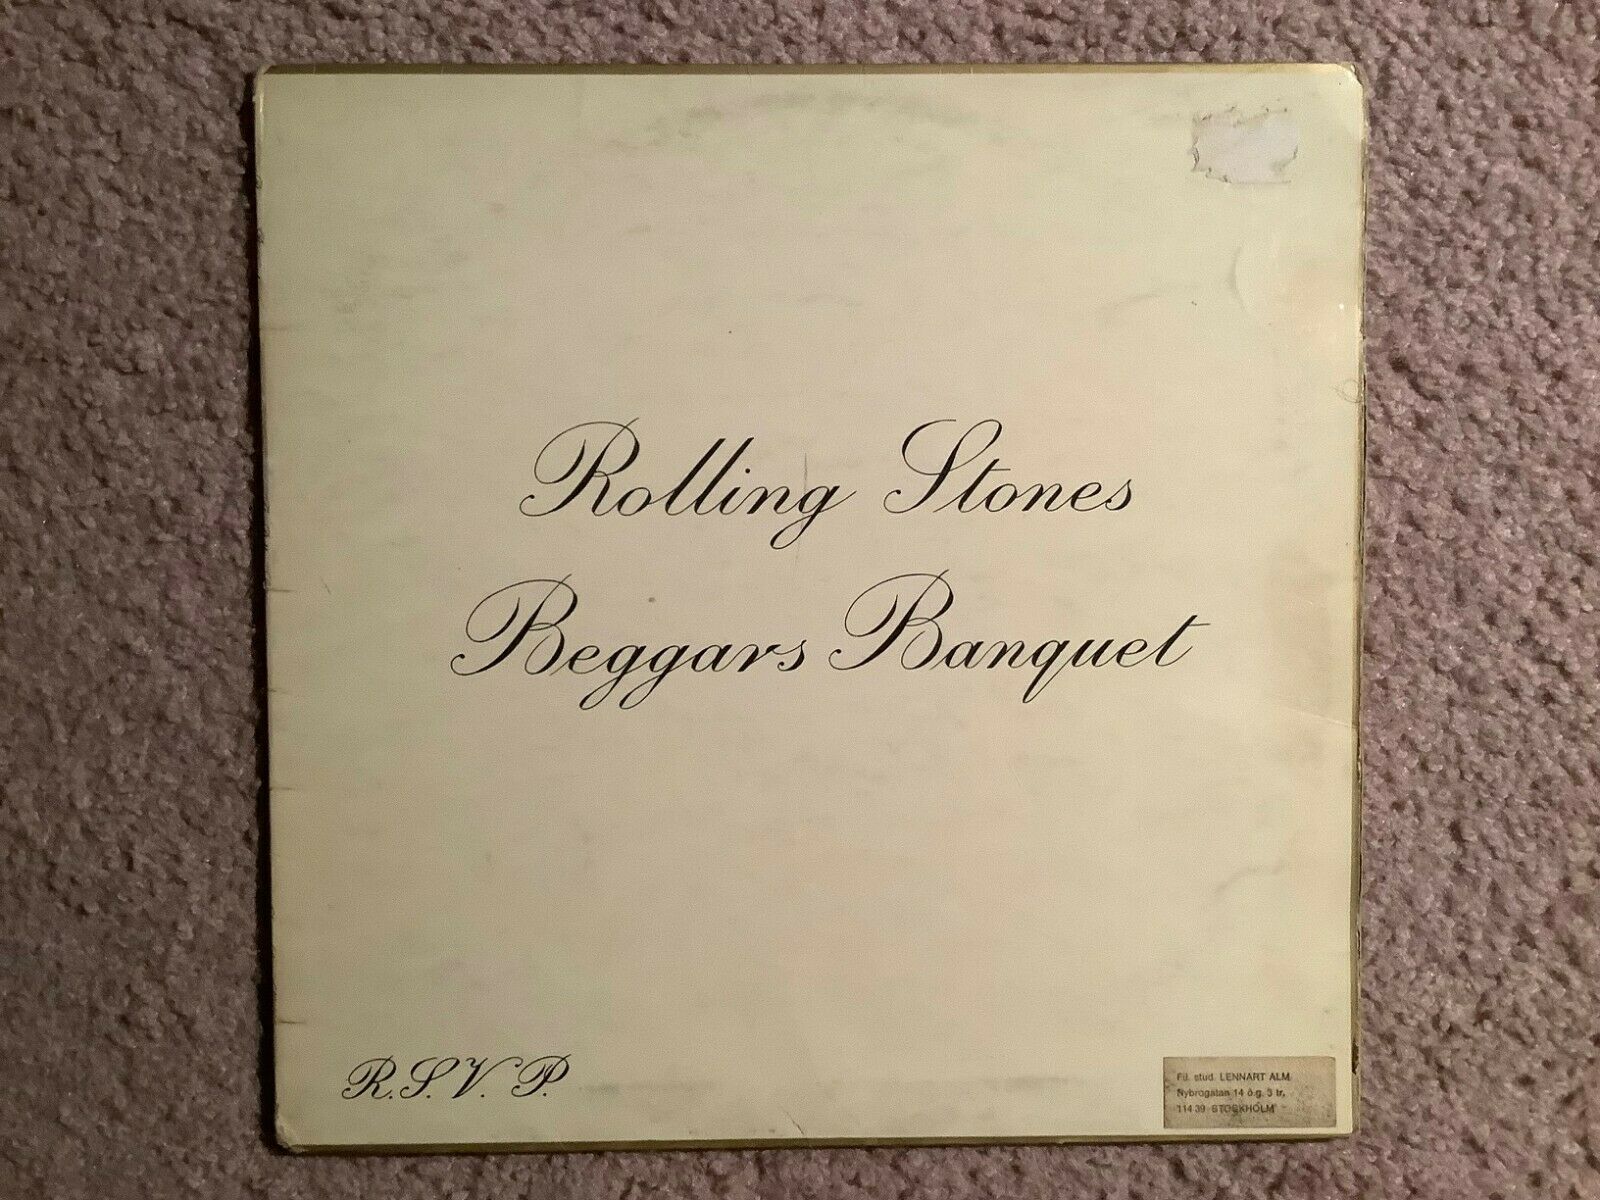 Rolling Stones
Beggars Banquet
R.S.V.P.
Fil. stud. LENNART ALM
Nybrogatan 14 ö.g. 3 tr.
114 39 STOCKHOLM